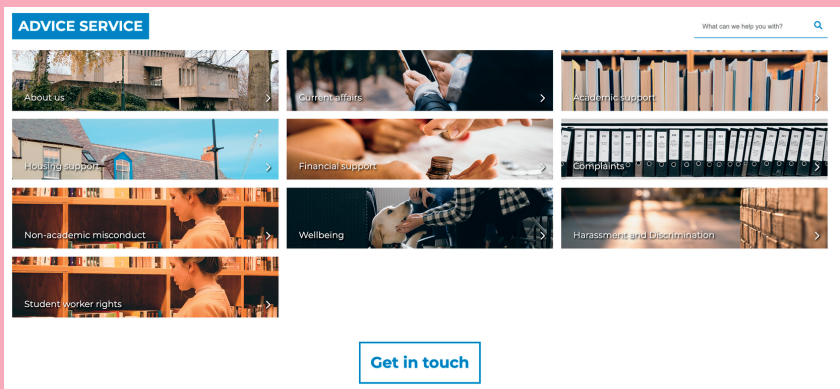 ADVICE SERVICE
What can we help you with?
About us
Current affairs
Academic support
Housing support
Financial support
Complaints
Non-academic misconduct
Wellbeing
Harassment and Discrimination
Student worker rights
Get in touch